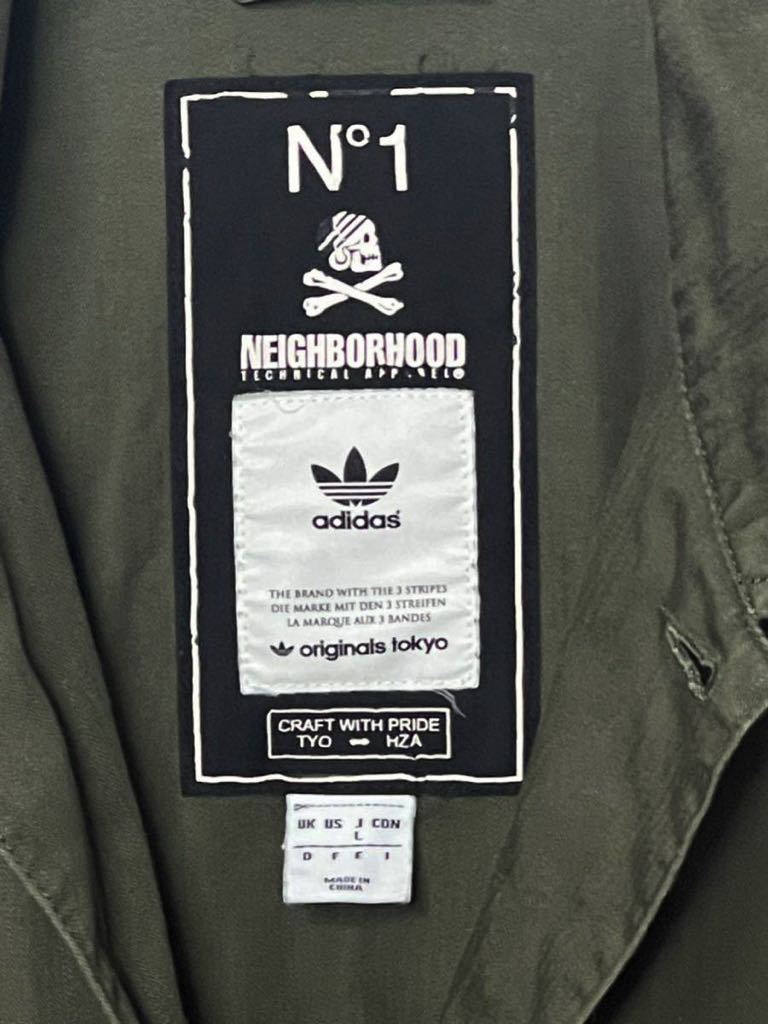 N°1
NEIGHBORHOOD
TECHNICAL APPAREL
adidas
THE BRAND WITH THE 3 STRIPES
DIE MARKE MIT DEN 3 STREIFEN
LA MARQUE AUX 3 BANDES
originals tokyo
CRAFT WITH PRIDE
TYO HZA
UK US J CDN
L
D F E I
MADE IN
CHINA